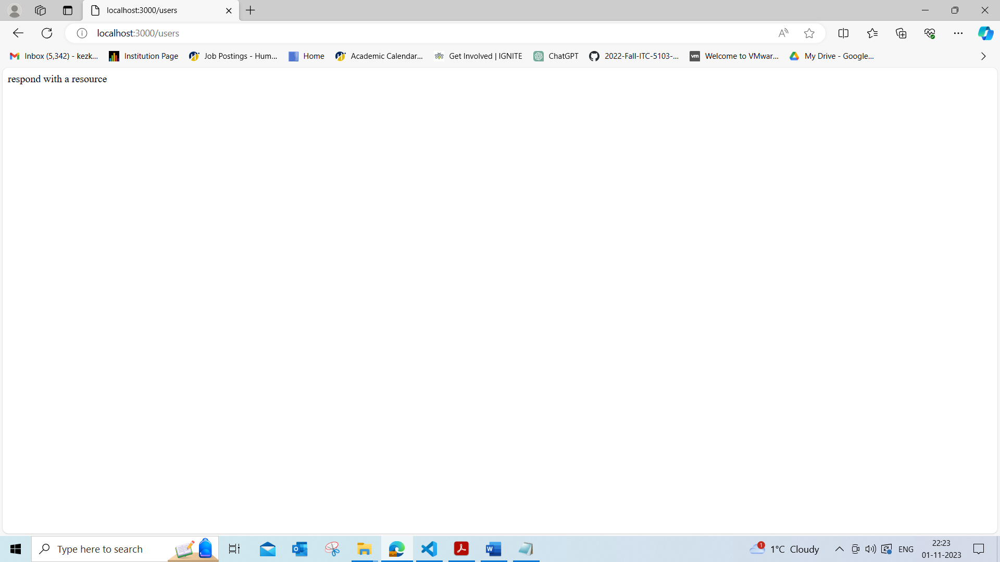 localhost:3000/users
localhost:3000/users
Inbox (5,342) - kezk...
Institution Page
Job Postings - Hum...
Home
Academic Calendar...
Get Involved | IGNITE
ChatGPT
2022-Fall-ITC-5103-...
vm
Welcome to VMwar...
My Drive - Google...
respond with a resource
Type here to search
1
1°C Cloudy
ENG
22:23
01-11-2023